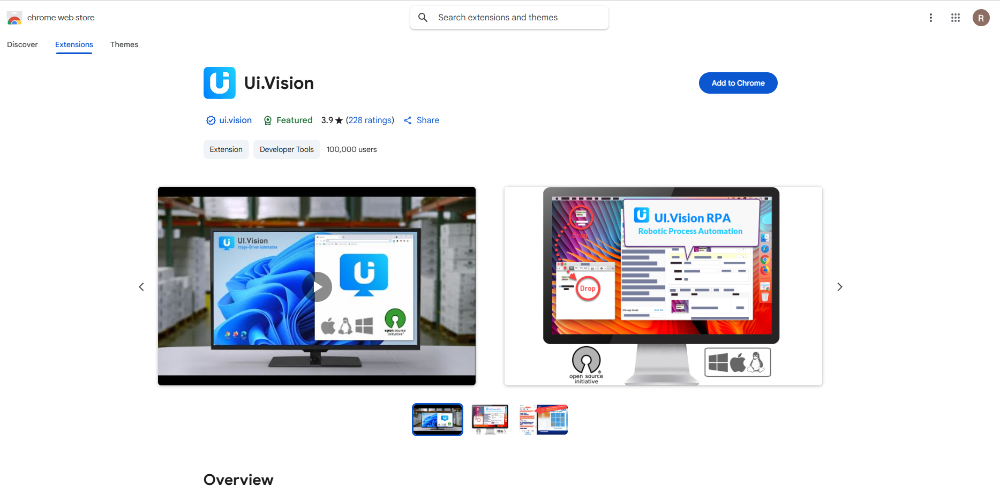 chrome web store
Search extensions and themes
R
Discover
Extensions
Themes
Ui.Vision
Add to Chrome
ui.vision
Featured
3.9 ★ (228 ratings)
Share
Extension
Developer Tools
100,000 users
UI.Vision
Image-Driven Automation
open source
initiative
Drag
Drop
UI.Vision RPA
Robotic Process Automation
Storage Mode
open source
initiative
Overview